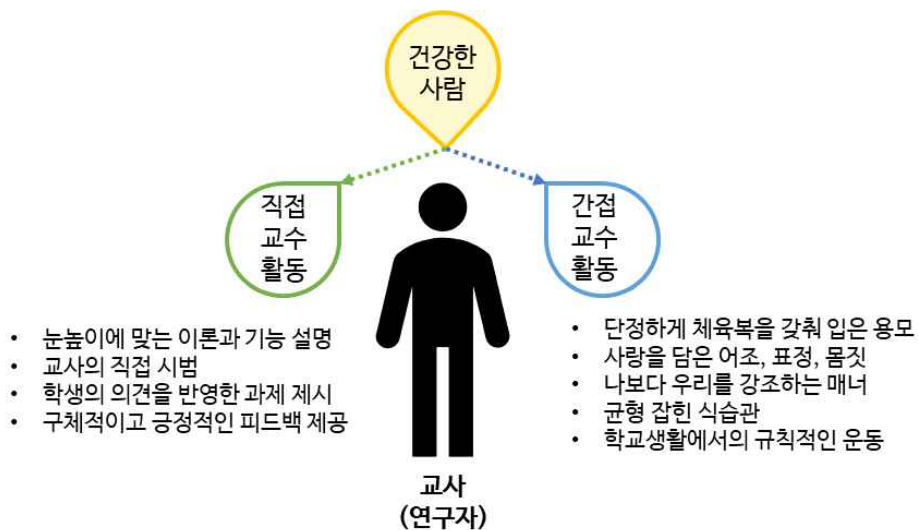 건강한
사람
직접
교수
활동
간접
교수
활동
• 눈높이에 맞는 이론과 기능 설명
• 교사의 직접 시범
• 학생의 의견을 반영한 과제 제시
• 구체적이고 긍정적인 피드백 제공
• 단정하게 체육복을 갖춰 입은 용모
• 사랑을 담은 어조, 표정, 몸짓
• 나보다 우리를 강조하는 매너
• 균형 잡힌 식습관
• 학교생활에서의 규칙적인 운동
교사
(연구자)